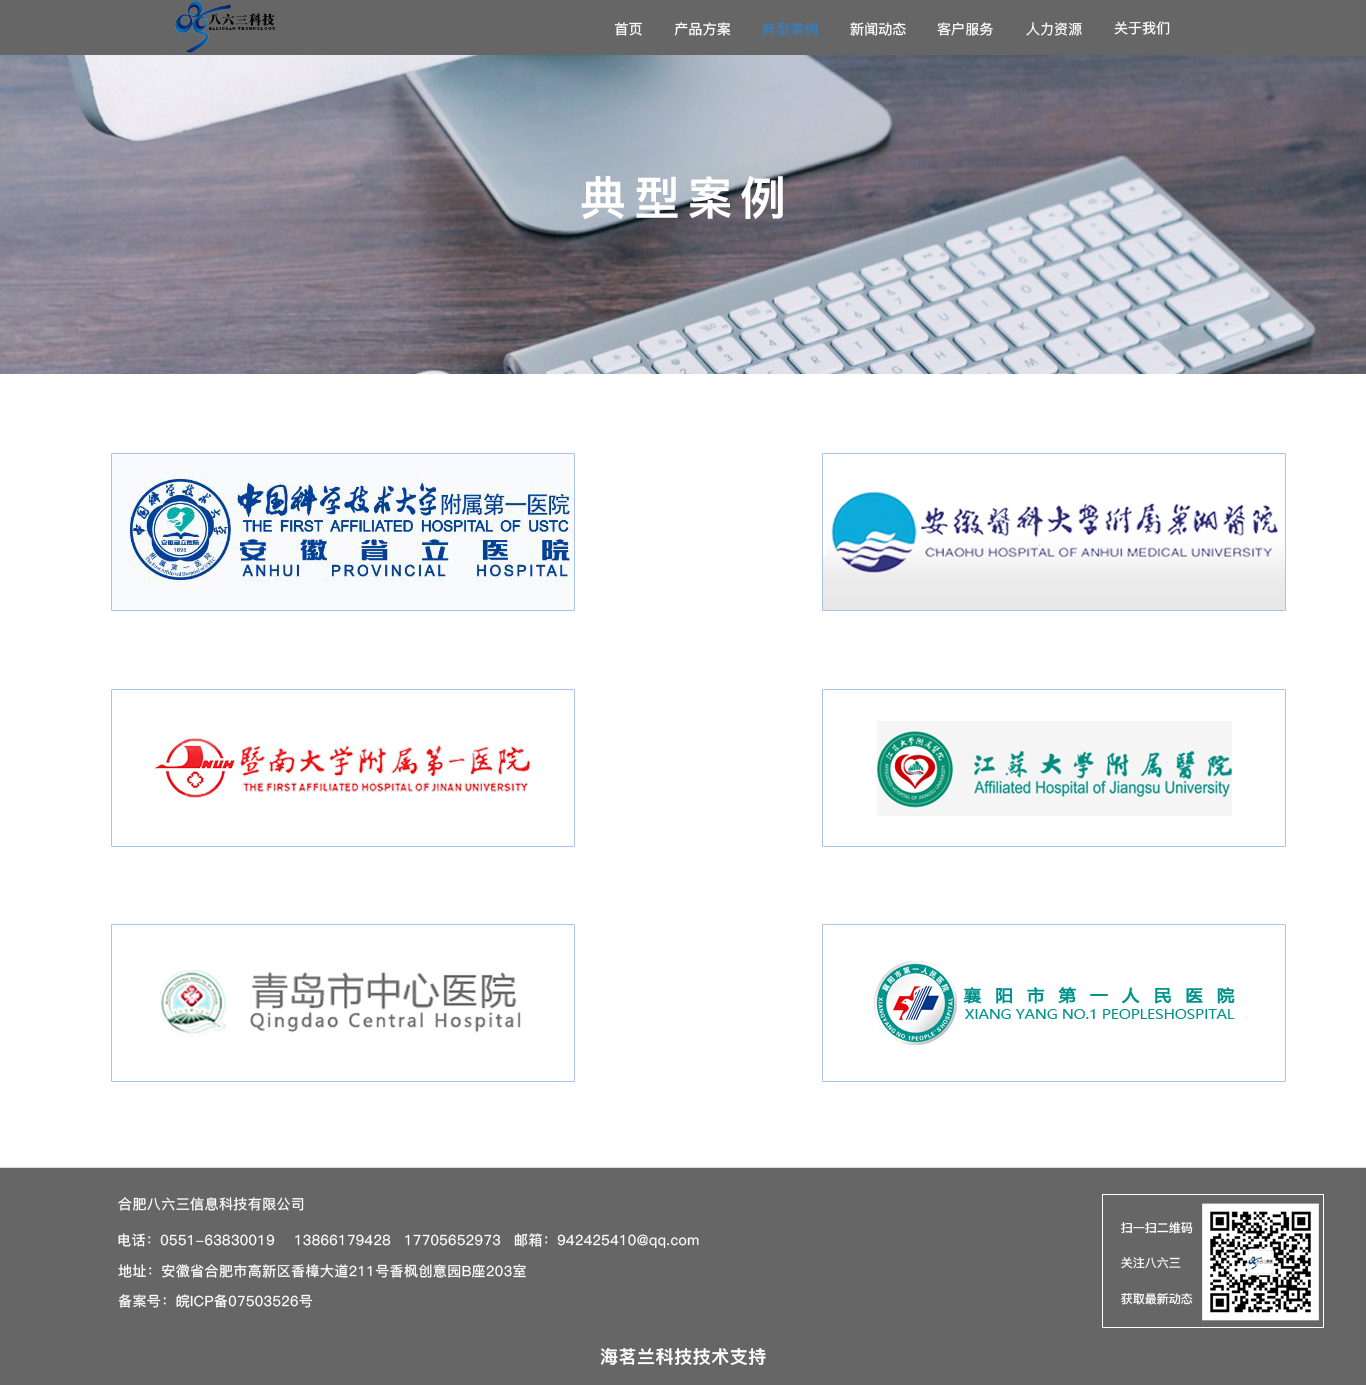 八六三科技
BALIUSAN TECHNOLOGY
首页 产品方案 典型案例 新闻动态 客户服务 人力资源 关于我们
典型案例
中国科学技术大学附属第一医院
THE FIRST AFFILIATED HOSPITAL OF USTC
安徽省立医院
ANHUI PROVINCIAL HOSPITAL
安徽醫科大學附屬巢湖醫院
CHAOHU HOSPITAL OF ANHUI MEDICAL UNIVERSITY
暨南大学附属第一医院
THE FIRST AFFILIATED HOSPITAL OF JINAN UNIVERSITY
江蘇大學附属醫院
Affiliated Hospital of Jiangsu University
青岛市中心医院
Qingdao Central Hospital
襄阳市第一人民医院
XIANG YANG NO.1 PEOPLESHOSPITAL
合肥八六三信息科技有限公司
电话：0551-63830019 13866179428 17705652973 邮箱：942425410@qq.com
地址：安徽省合肥市高新区香樟大道211号香枫创意园B座203室
备案号：皖ICP备07503526号
扫一扫二维码
关注八六三
获取最新动态
海茗兰科技技术支持